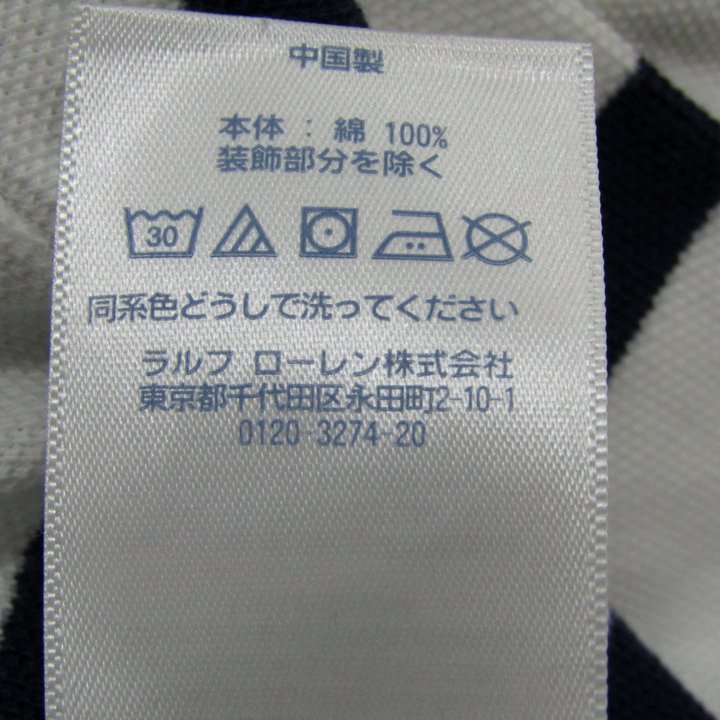 中国製
本体 : 綿 100%
装飾部分を除く
30
同系色どうしで洗ってください
ラルフ ローレン株式会社
東京都千代田区永田町2-10-1
0120-3274-20